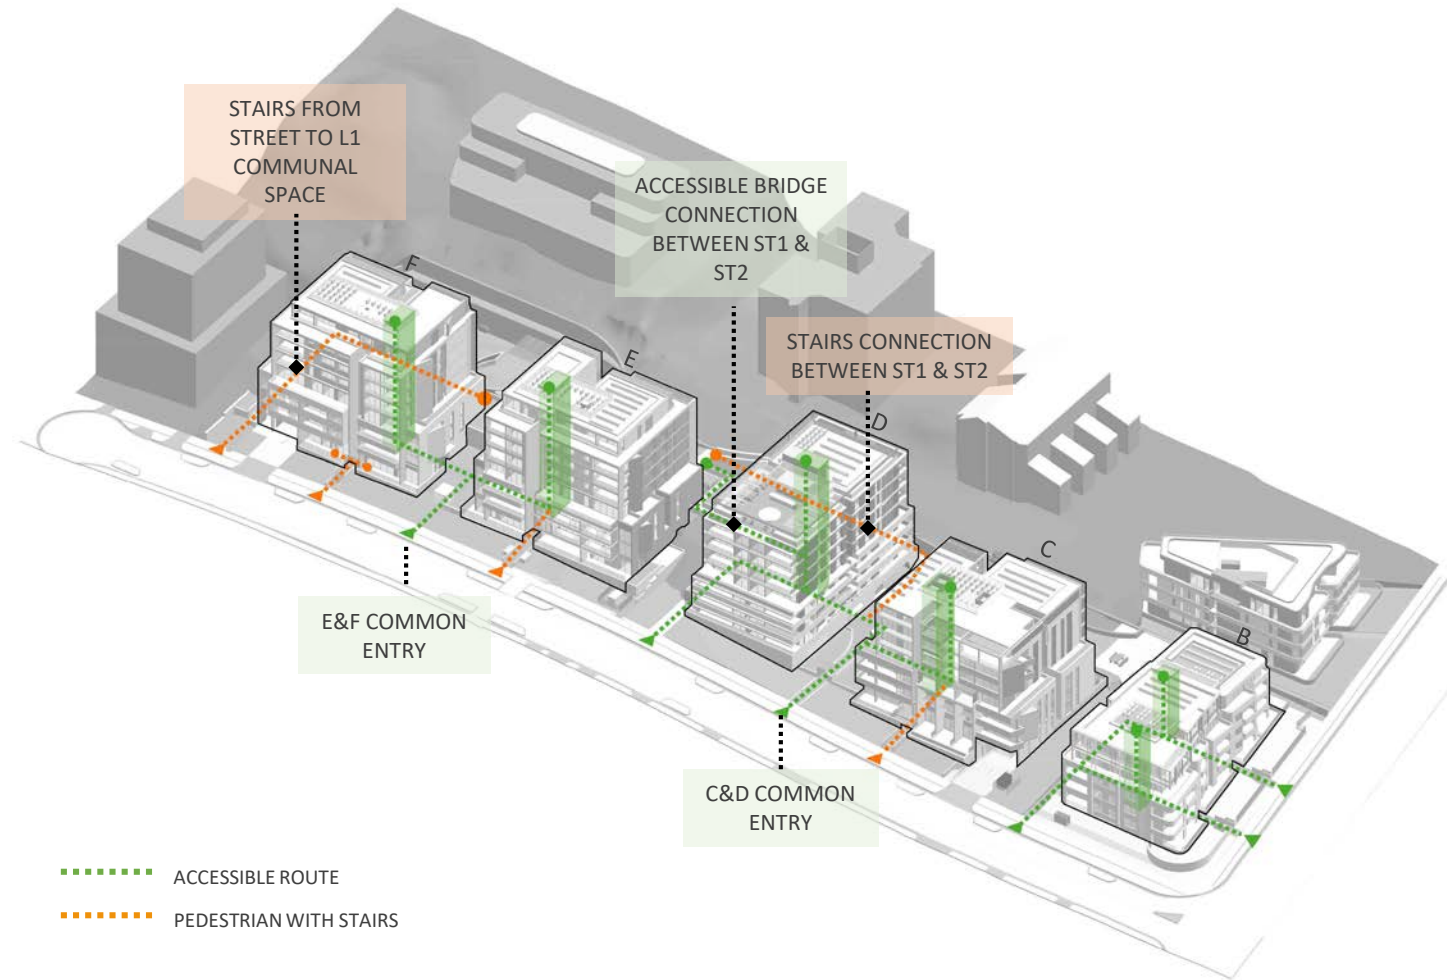 STAIRS FROM
STREET TO L1
COMMUNAL
SPACE
ACCESSIBLE BRIDGE
CONNECTION
BETWEEN ST1 &
ST2
STAIRS CONNECTION
BETWEEN ST1 & ST2
F
E
D
C
B
E&F COMMON
ENTRY
C&D COMMON
ENTRY
ACCESSIBLE ROUTE
PEDESTRIAN WITH STAIRS